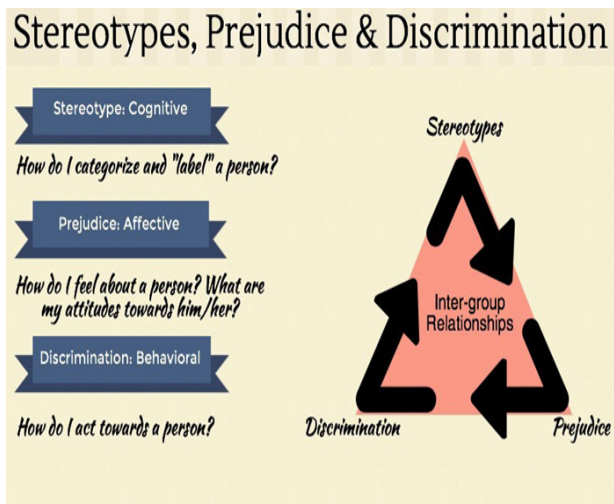 Stereotypes, Prejudice & Discrimination
Stereotype: Cognitive
How do I categorize and "label" a person?
Prejudice: Affective
How do I feel about a person? What are
my attitudes towards him/her?
Discrimination: Behavioral
How do I act towards a person?
Stereotypes
Inter-group
Relationships
Discrimination
Prejudice